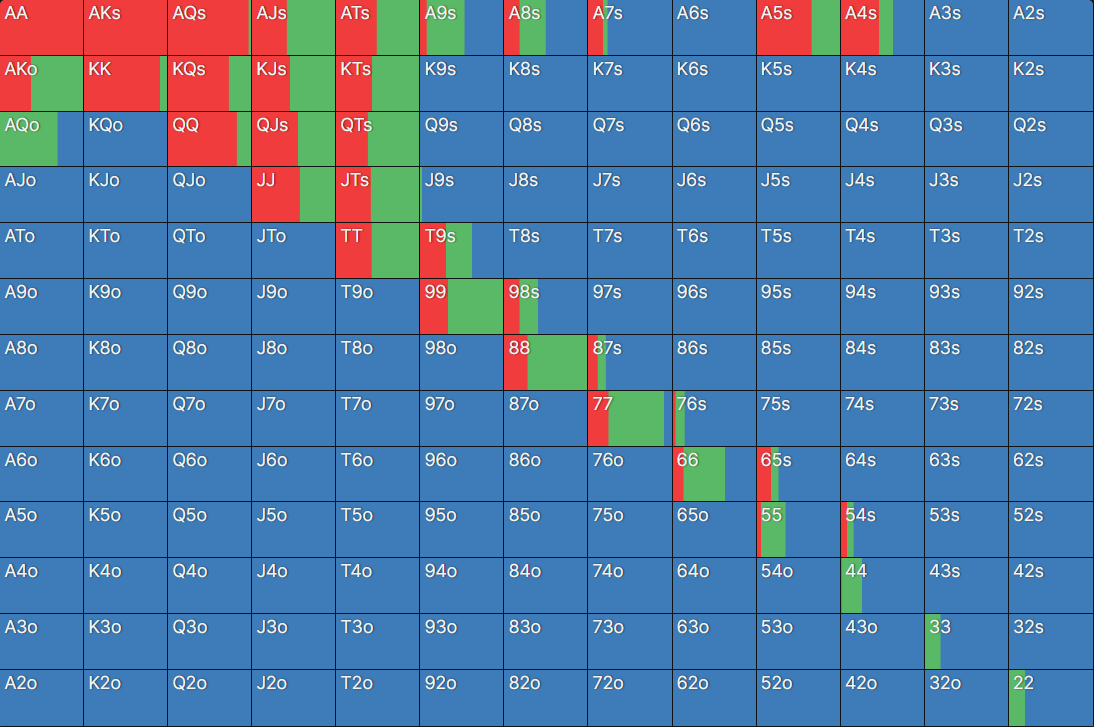 AA AKs AQs AJs ATs A9s A8s A7s A6s A5s A4s A3s A2s
AKo KK KQs KJs KTs K9s K8s K7s K6s K5s K4s K3s K2s
AQo KQo QQ QJs QTs Q9s Q8s Q7s Q6s Q5s Q4s Q3s Q2s
AJo KJo QJo JJ JTs J9s J8s J7s J6s J5s J4s J3s J2s
ATo KTo QTo JTo TT T9s T8s T7s T6s T5s T4s T3s T2s
A9o K9o Q9o J9o T9o 99 98s 97s 96s 95s 94s 93s 92s
A8o K8o Q8o J8o T8o 98o 88 87s 86s 85s 84s 83s 82s
A7o K7o Q7o J7o T7o 97o 87o 77 76s 75s 74s 73s 72s
A6o K6o Q6o J6o T6o 96o 86o 76o 66 65s 64s 63s 62s
A5o K5o Q5o J5o T5o 95o 85o 75o 65o 55 54s 53s 52s
A4o K4o Q4o J4o T4o 94o 84o 74o 64o 54o 44 43s 42s
A3o K3o Q3o J3o T3o 93o 83o 73o 63o 53o 43o 33 32s
A2o K2o Q2o J2o T2o 92o 82o 72o 62o 52o 42o 32o 22